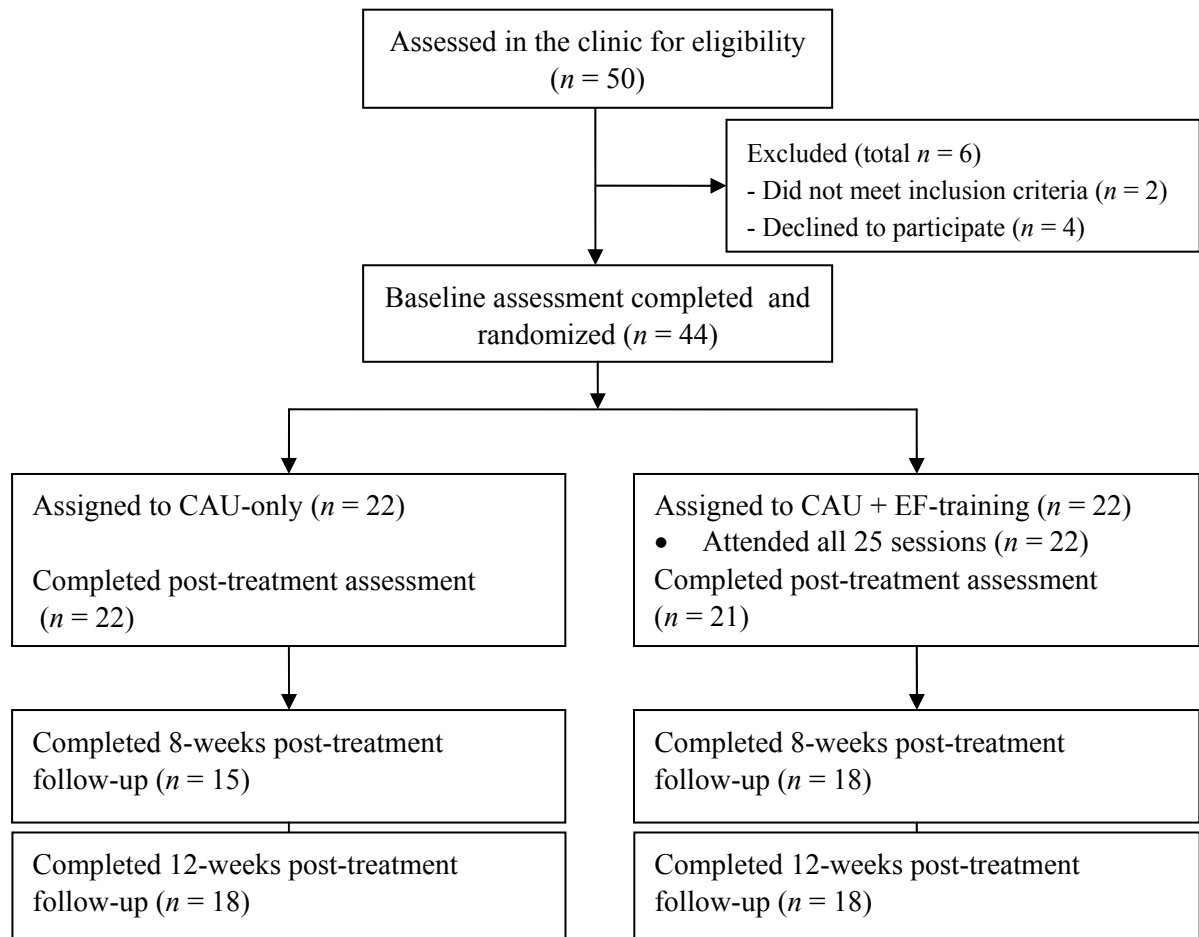 Assessed in the clinic for eligibility
(n = 50)
Excluded (total n = 6)
- Did not meet inclusion criteria (n = 2)
- Declined to participate (n = 4)
Baseline assessment completed and
randomized (n = 44)
Assigned to CAU-only (n = 22)
Completed post-treatment assessment
(n = 22)
Assigned to CAU + EF-training (n = 22)
• Attended all 25 sessions (n = 22)
Completed post-treatment assessment
(n = 21)
Completed 8-weeks post-treatment
follow-up (n = 15)
Completed 8-weeks post-treatment
follow-up (n = 18)
Completed 12-weeks post-treatment
follow-up (n = 18)
Completed 12-weeks post-treatment
follow-up (n = 18)